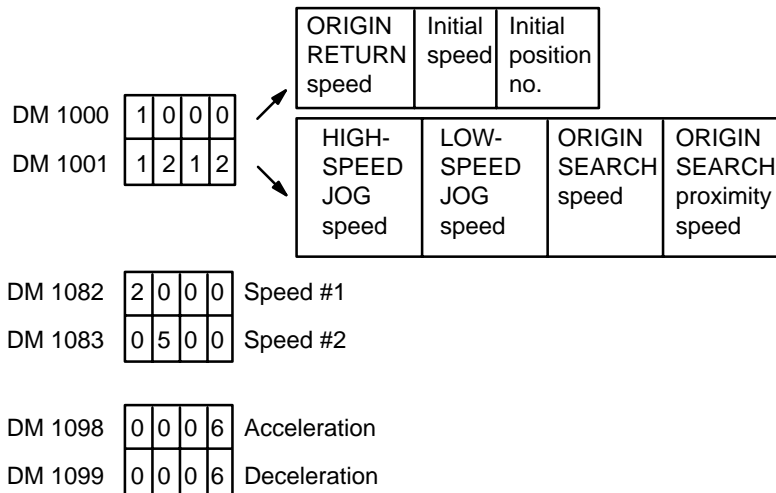 ORIGIN RETURN speed
Initial speed
Initial position no.
DM 1000 1 0 0 0
DM 1001 1 2 1 2
HIGH-SPEED JOG speed
LOW-SPEED JOG speed
ORIGIN SEARCH speed
ORIGIN SEARCH proximity speed
DM 1082 2 0 0 0 Speed #1
DM 1083 0 5 0 0 Speed #2
DM 1098 0 0 0 6 Acceleration
DM 1099 0 0 0 6 Deceleration